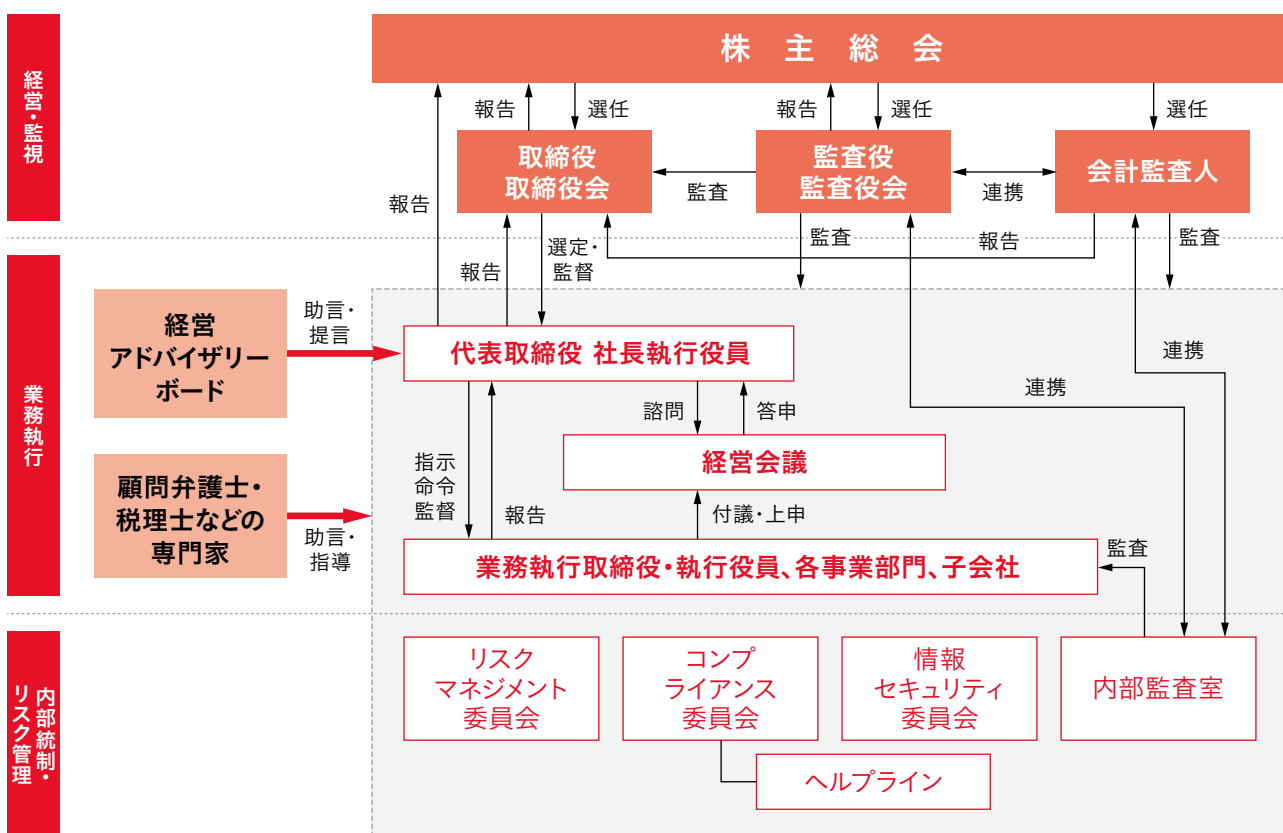 経営・監視
株主総会
報告
選任
報告
選任
選任
取締役
取締役会
監査
監査役
監査役会
連携
会計監査人
報告
監査
報告
監査
業務執行
報告
選定・
監督
経営
アドバイザリー
ボード
助言・
提言
代表取締役 社長執行役員
連携
連携
諮問
答申
経営会議
顧問弁護士・
税理士などの
専門家
助言・
指導
指示
命令
監督
報告
付議・上申
業務執行取締役・執行役員、各事業部門、子会社
監査
内部統制・
リスク管理
リスク
マネジメント
委員会
コンプ
ライアンス
委員会
情報
セキュリティ
委員会
内部監査室
ヘルプライン